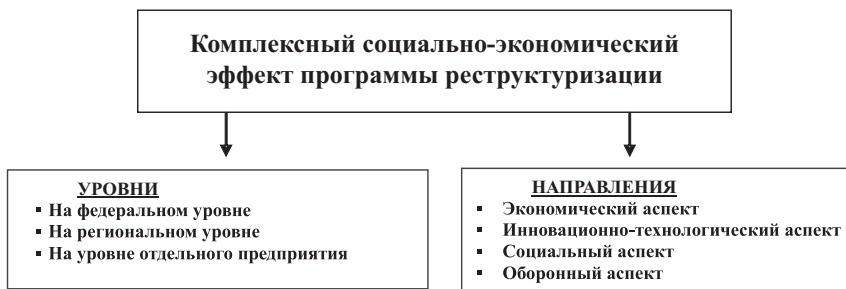 Комплексный социально-экономический
эффект программы реструктуризации
УРОВНИ
▪ На федеральном уровне
▪ На региональном уровне
▪ На уровне отдельного предприятия
НАПРАВЛЕНИЯ
▪ Экономический аспект
▪ Инновационно-технологический аспект
▪ Социальный аспект
▪ Оборонный аспект